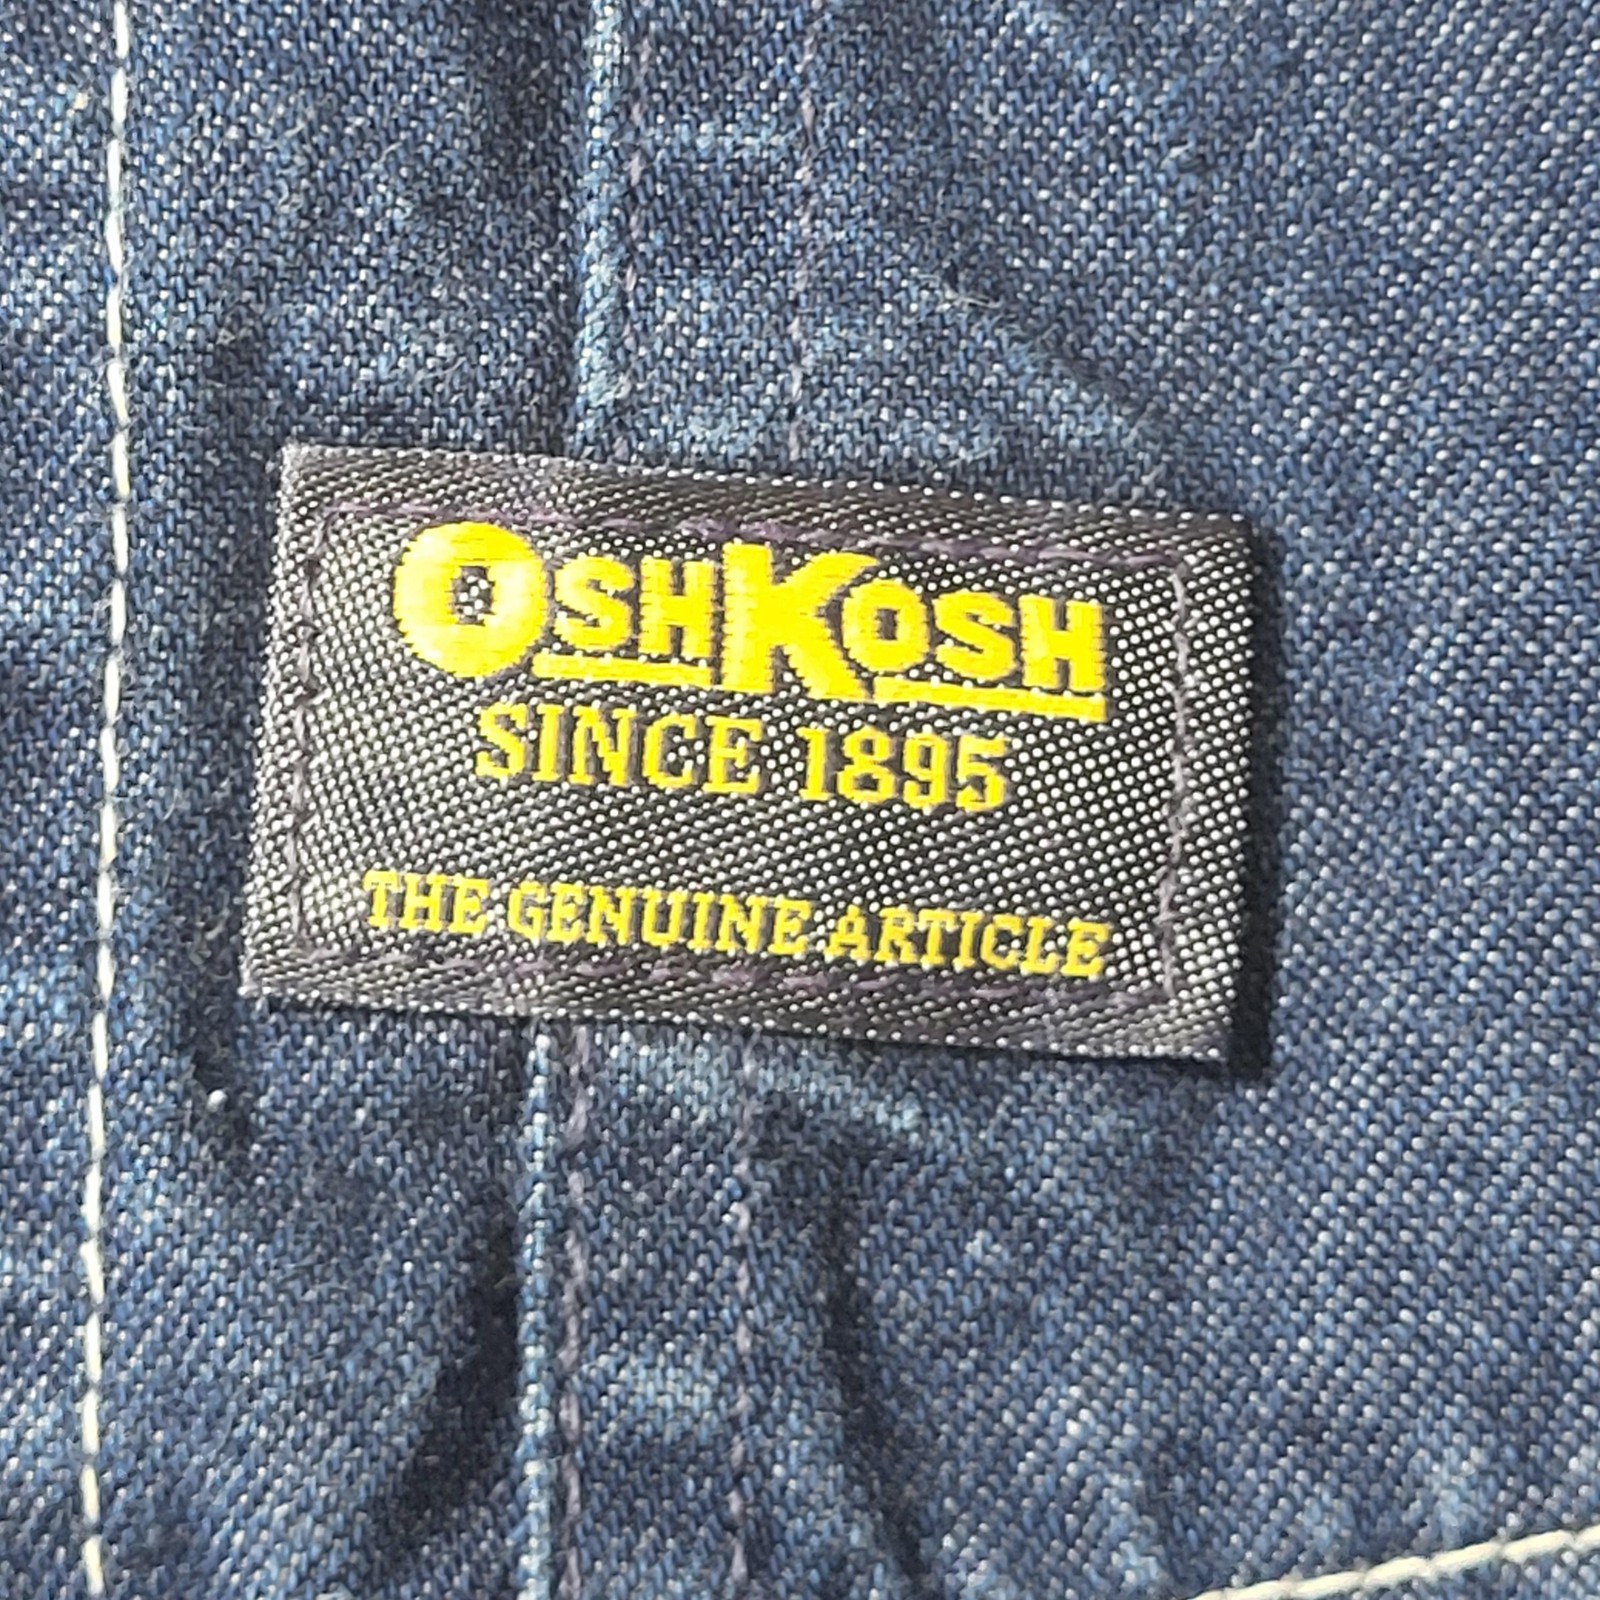 OSHKOSH
SINCE 1895
THE GENUINE ARTICLE